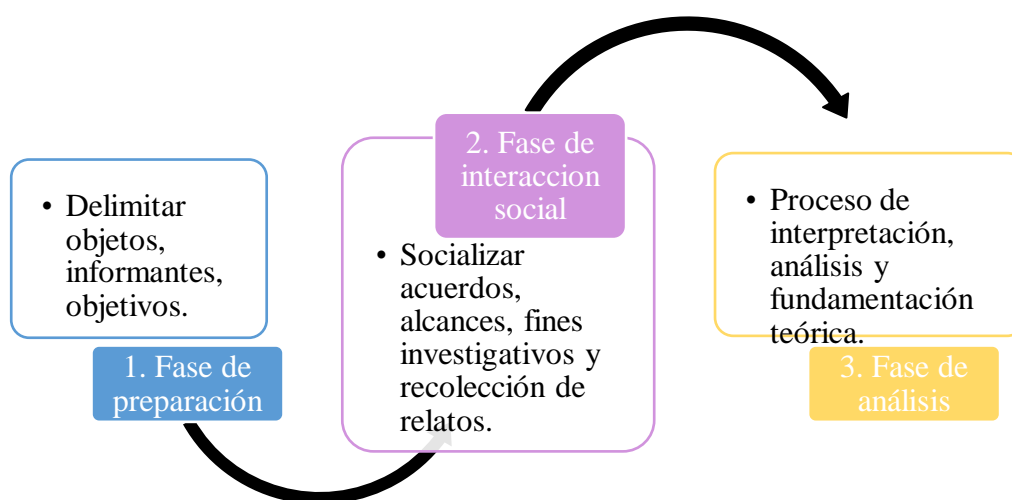 • Delimitar
objetos,
informantes,
objetivos.
1. Fase de
preparación
2. Fase de
interaccion
social
• Socializar
acuerdos,
alcances, fines
investigativos y
recolección de
relatos.
• Proceso de
interpretación,
análisis y
fundamentación
teórica.
3. Fase de
análisis